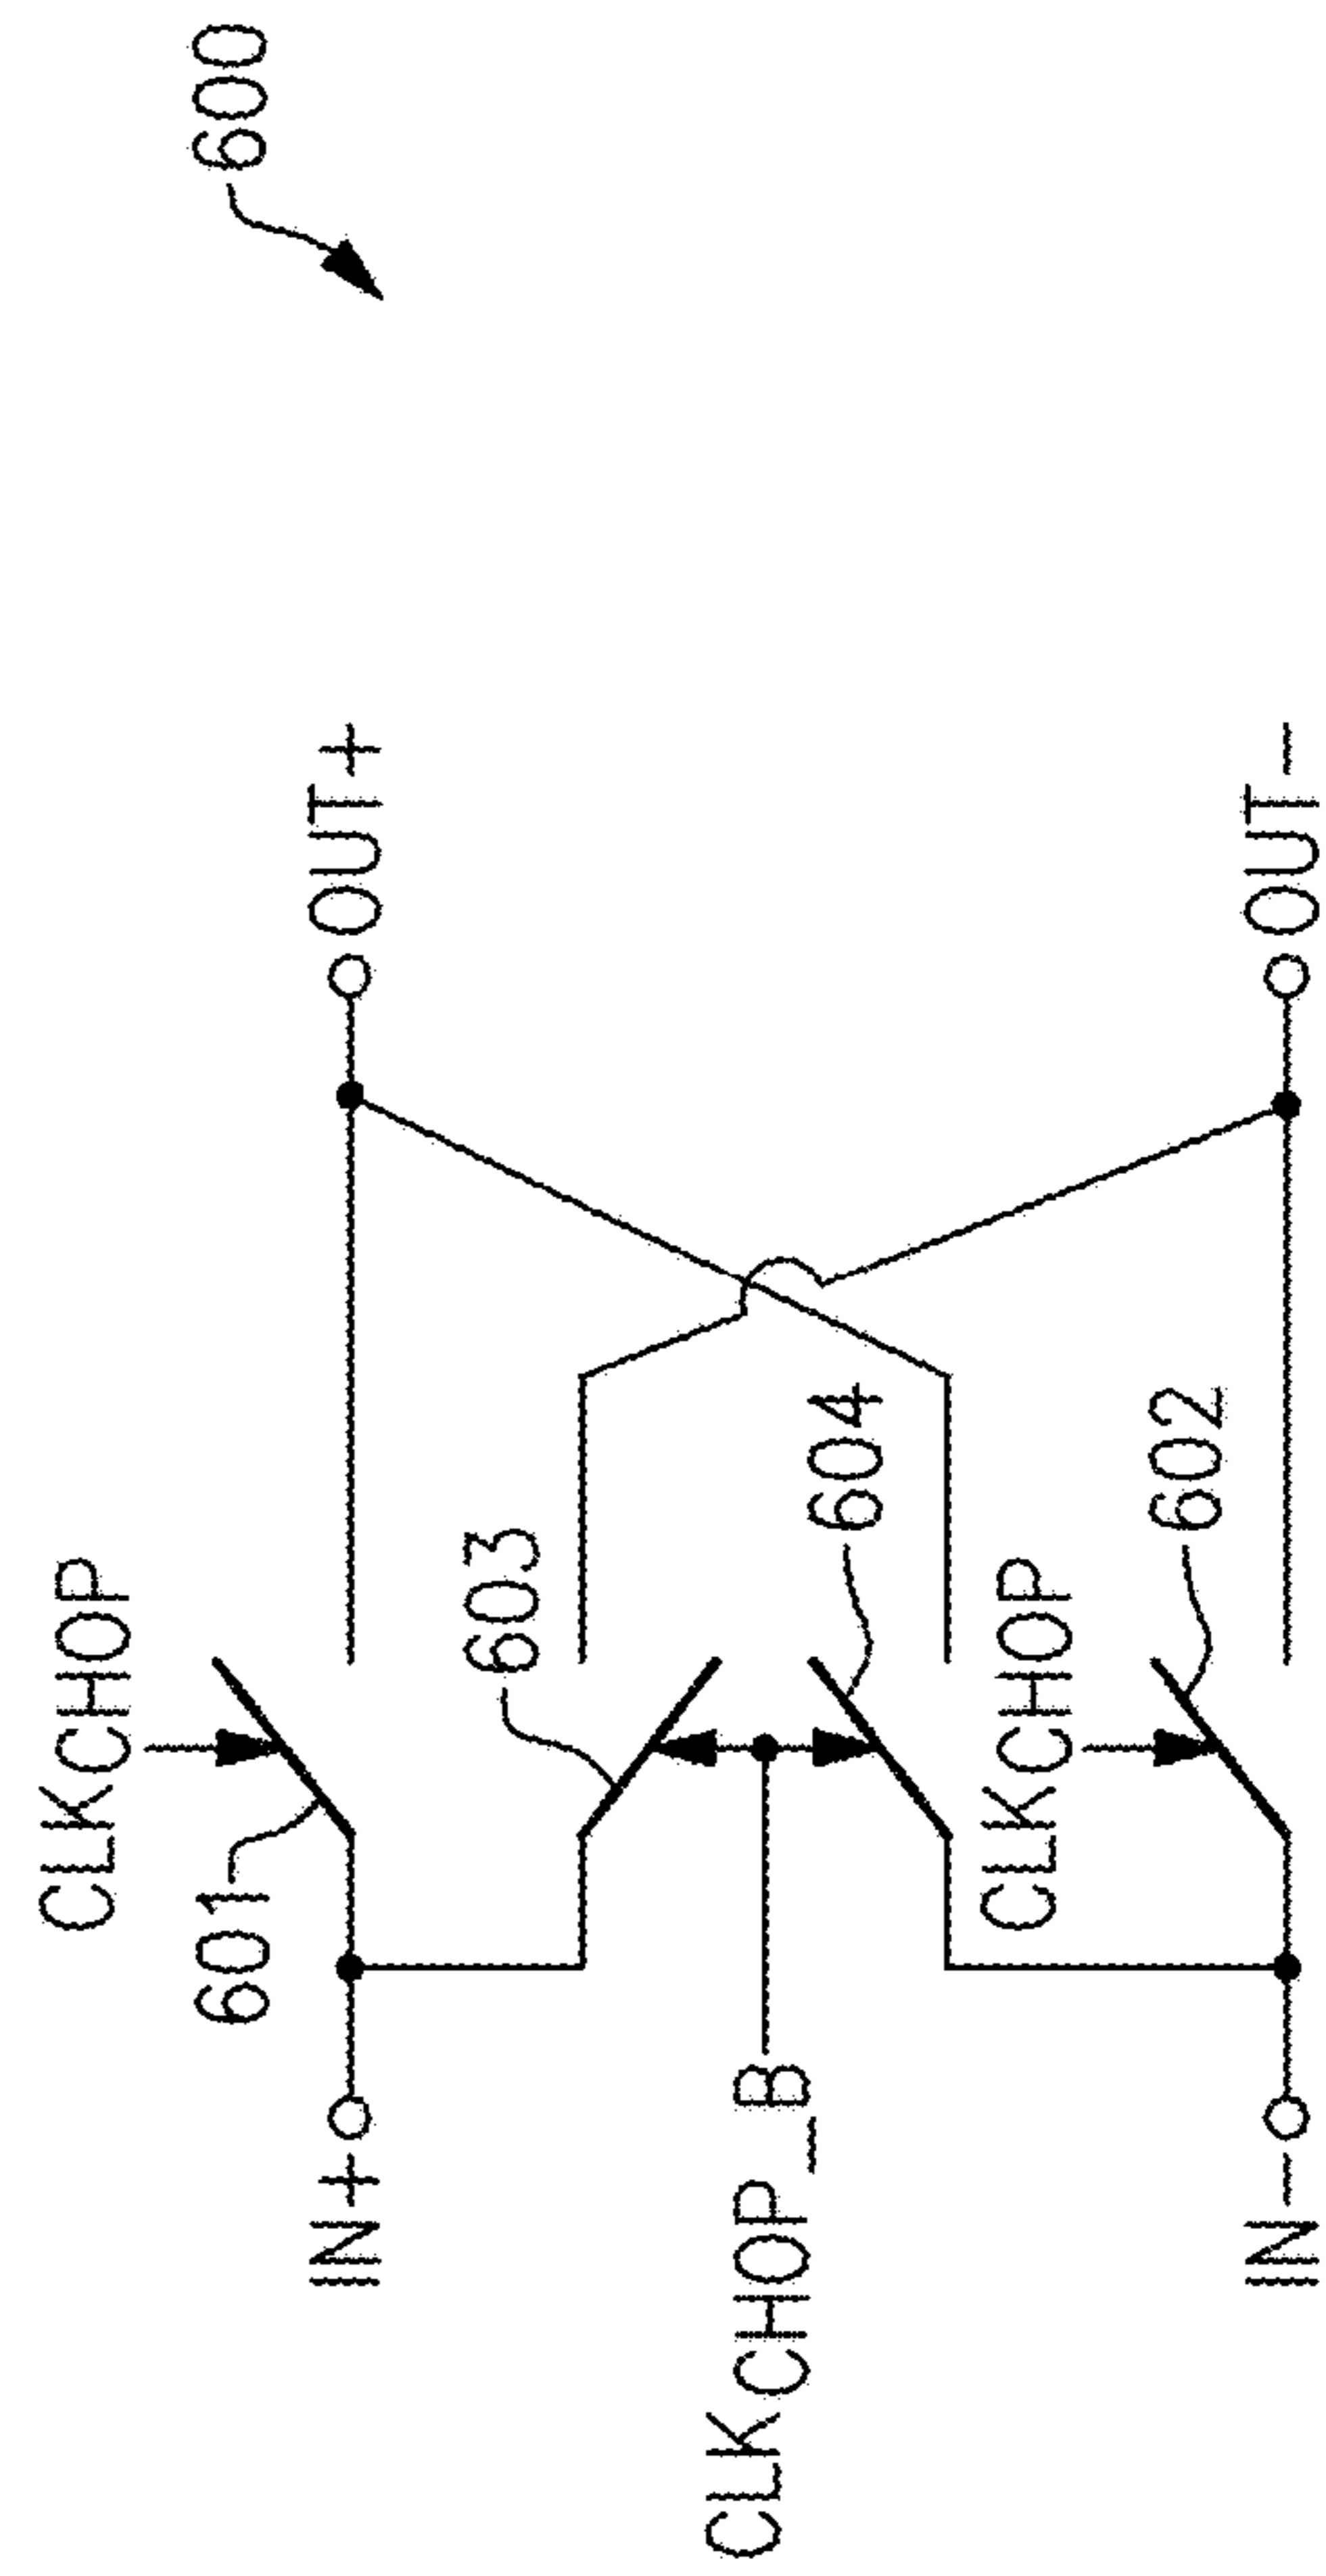 600
CLKCHOP
601
IN+
OUT+
603
CLKCHOP_B
604
CLKCHOP
602
IN-
OUT-